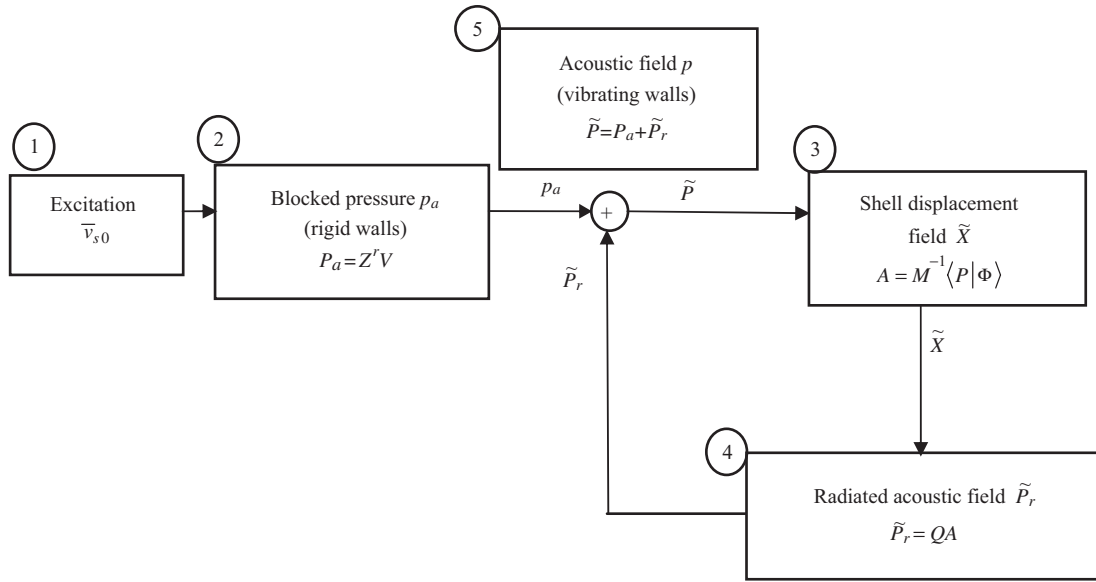 5
Acoustic field p
(vibrating walls)
P̃=Pₐ+P̃ᵣ
1
Excitation
v̅ₛ₀
2
Blocked pressure pₐ
(rigid walls)
Pₐ=ZʳV
pₐ
+
P̃
P̃ᵣ
3
Shell displacement
field X̃
A=M⁻¹⟨P|Φ⟩
X̃
4
Radiated acoustic field P̃ᵣ
P̃ᵣ=QA